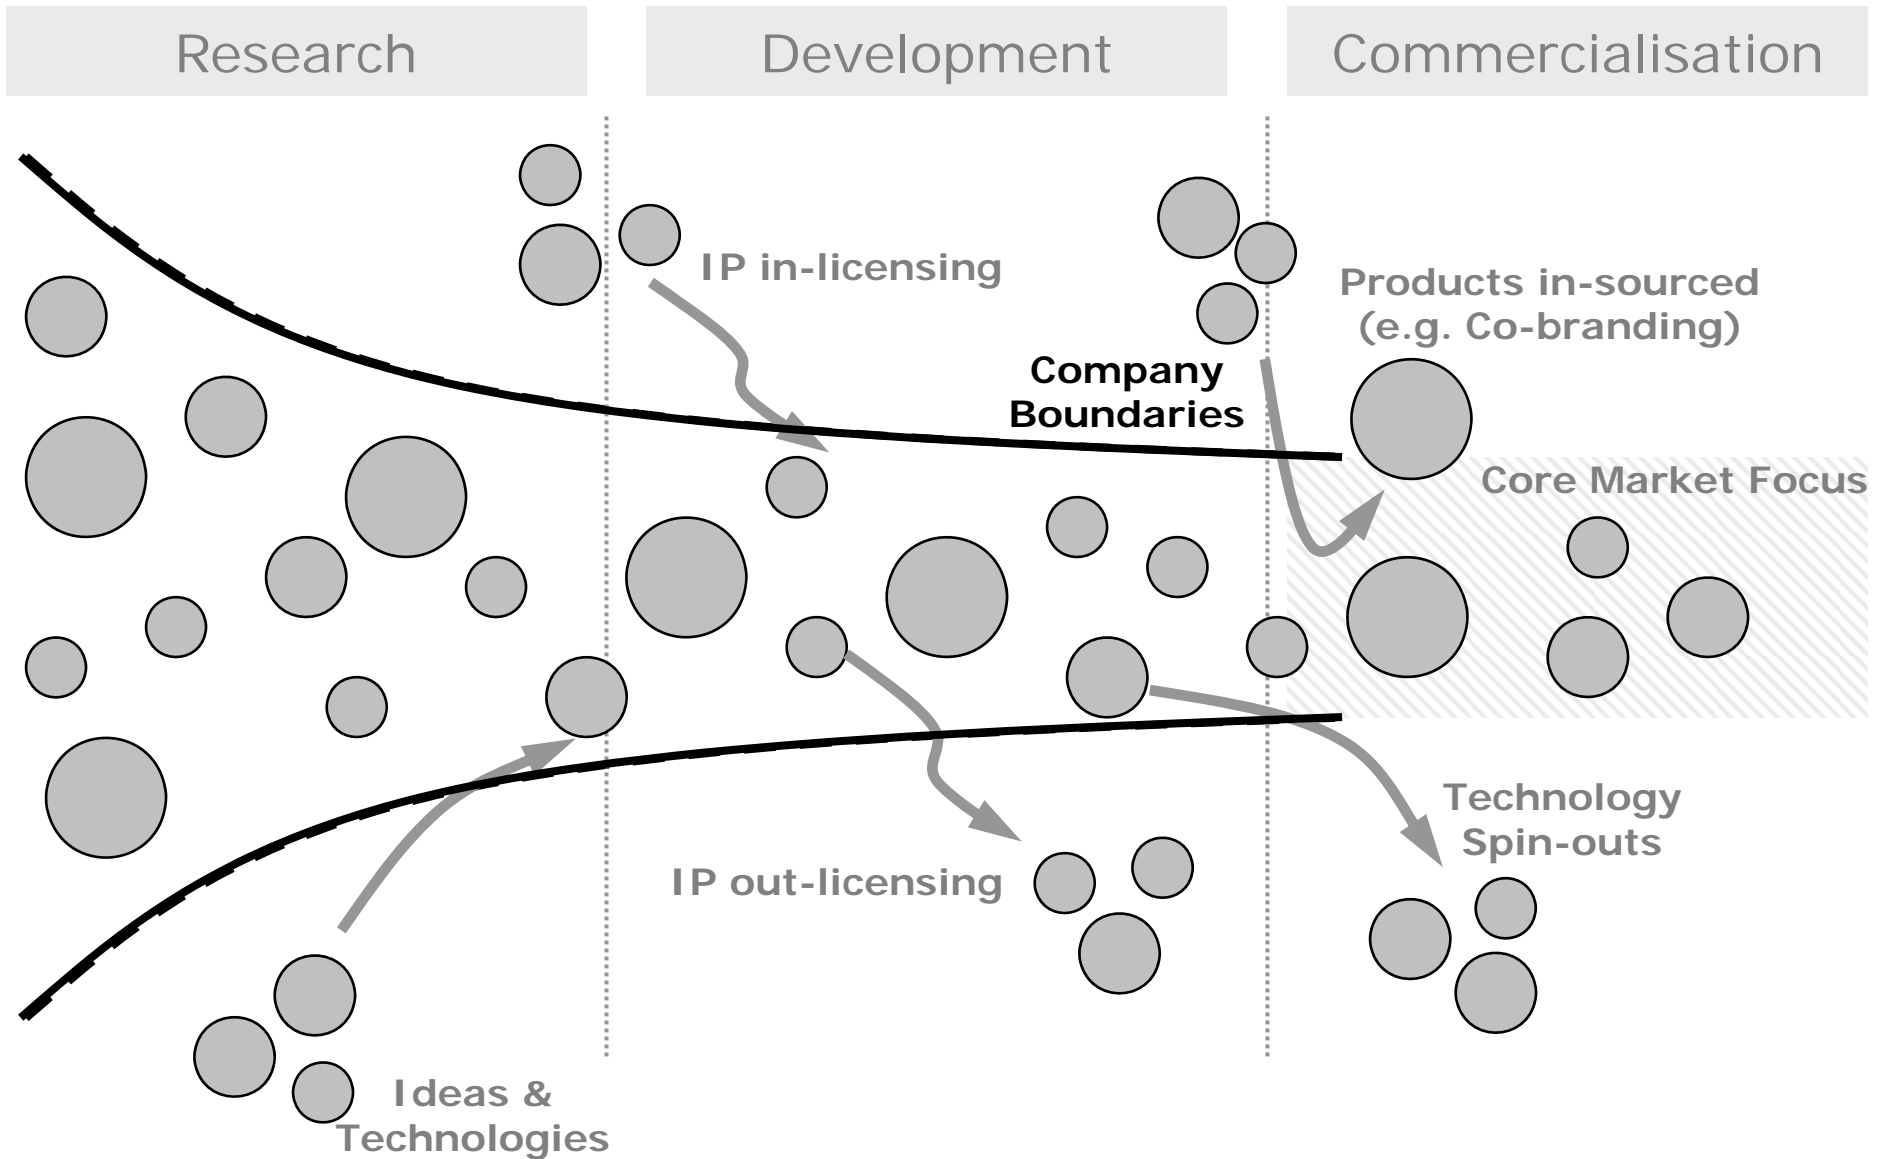 Research
Development
Commercialisation
IP in-licensing
Products in-sourced
(e.g. Co-branding)
Company
Boundaries
Core Market Focus
Technology
Spin-outs
IP out-licensing
Ideas &
Technologies